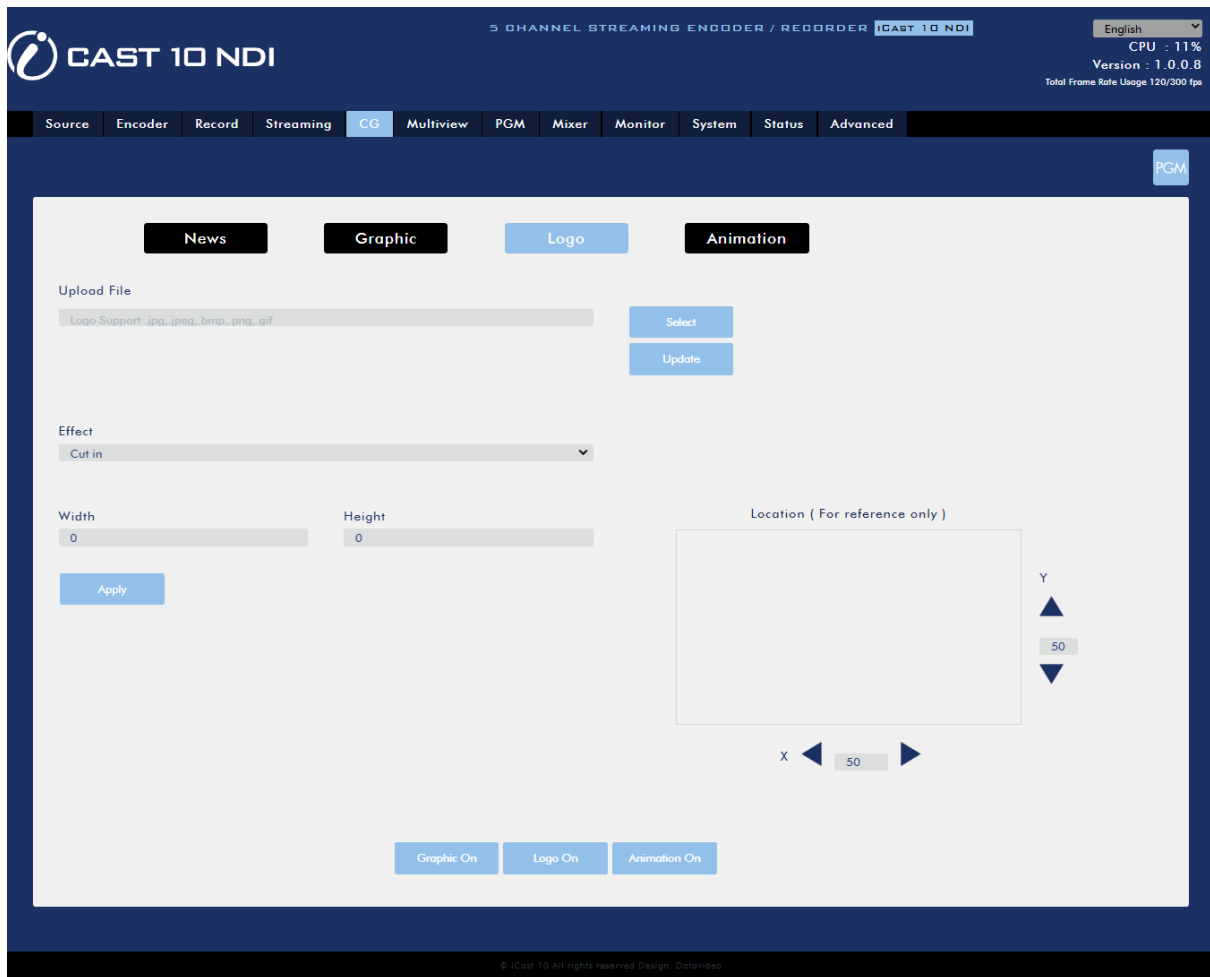 5 CHANNEL STREAMING ENCODER / RECORDER iCAST 10 NDI
English
i CAST 10 NDI
CPU : 11%
Version : 1.0.0.8
Total Frame Rate Usage 120/300 fps
Source Encoder Record Streaming CG Multiview PGM Mixer Monitor System Status Advanced
PGM
News Graphic Logo Animation
Upload File
Logo Support .jpg,.jpeg,.bmp,.png,.gif
Select
Update
Effect
Cut in
Width Height Location ( For reference only )
0 0
Apply
Y
50
X 50
Graphic On Logo On Animation On
© iCast 10 All rights reserved Design: Datavideo